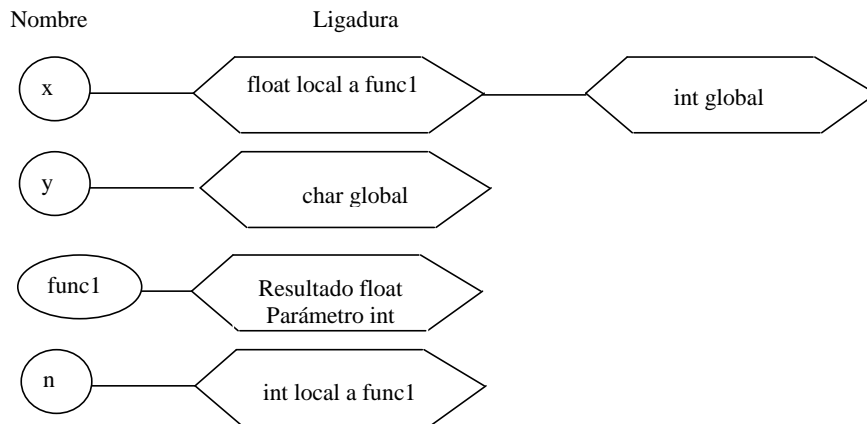 Nombre Ligadura
x float local a func1 int global
y char global
func1 Resultado float
Parámetro int
n int local a func1